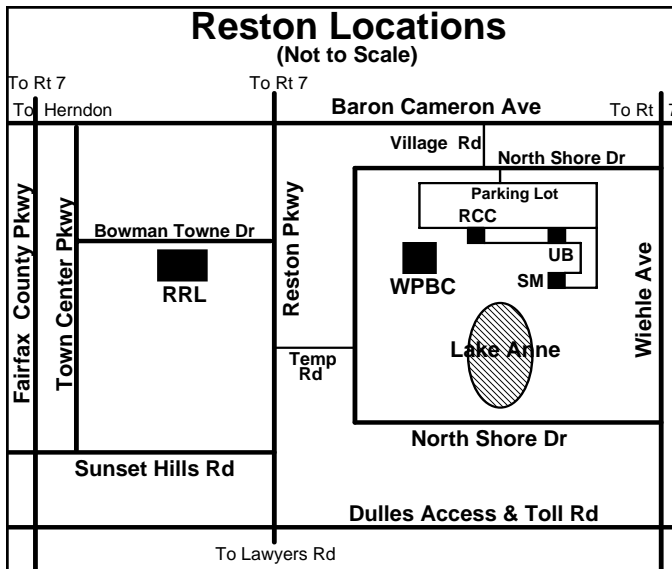 Reston Locations
(Not to Scale)
To Rt 7
To Rt 7
To Herndon
Baron Cameron Ave
To Rt 7
Village Rd
North Shore Dr
Parking Lot
RCC
Bowman Towne Dr
UB
RRL
WPBC
SM
Fairfax County Pkwy
Town Center Pkwy
Reston Pkwy
Wiehle Ave
Lake Anne
Temp
Rd
North Shore Dr
Sunset Hills Rd
Dulles Access & Toll Rd
To Lawyers Rd